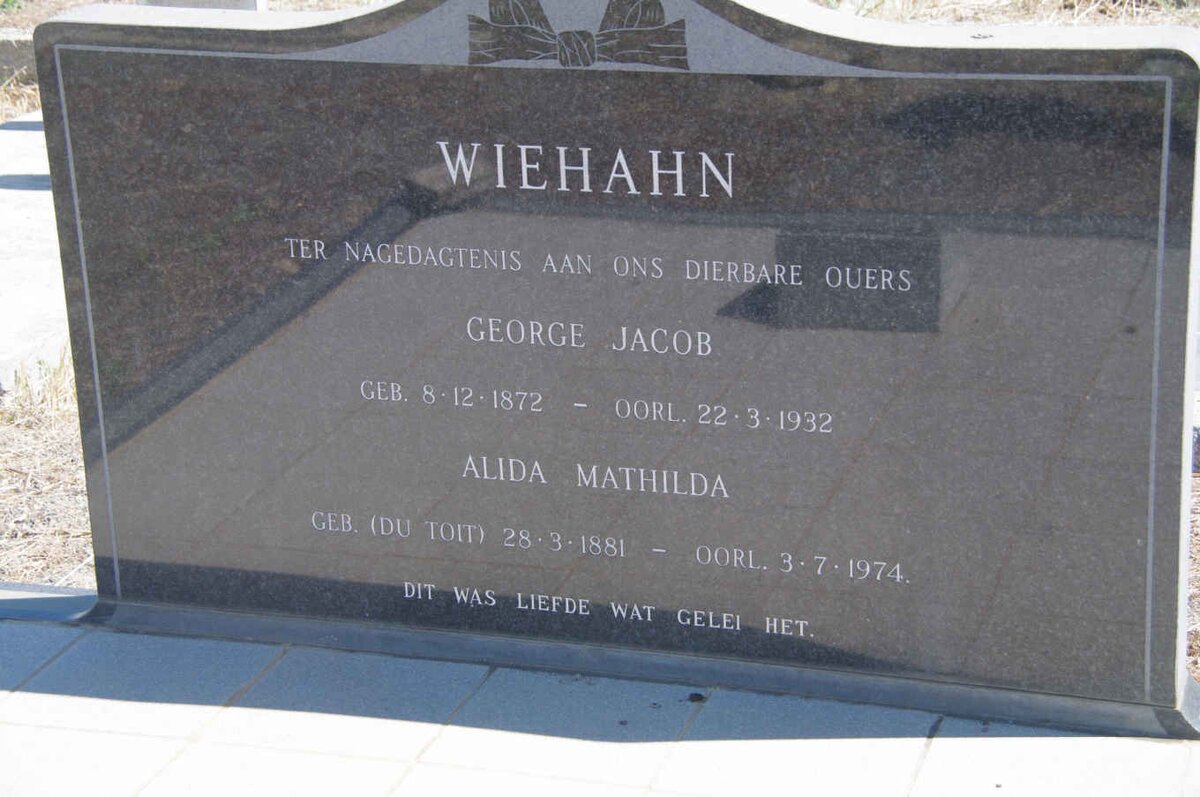 WIEHAHN
TER NAGEDAGTENIS AAN ONS DIERBARE OUERS
GEORGE JACOB
GEB. 8·12·1872 – OORL. 22·3·1932
ALIDA MATHILDA
GEB. (DU TOIT) 28·3·1881 – OORL. 3·7·1974.
DIT WAS LIEFDE WAT GELEI HET.